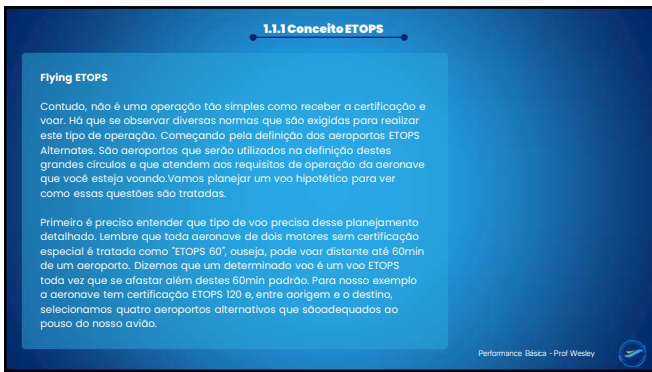 1.1.1 Conceito ETOPS
Flying ETOPS
Contudo, não é uma operação tão simples como receber a certificação e
voar. Há que se observar diversas normas que são exigidas para realizar
este tipo de operação. Começando pela definição dos aeroportos ETOPS
Alternates. São aeroportos que serão utilizados na definição destes
grandes círculos e que atendem aos requisitos de operação da aeronave
que você esteja voando.Vamos planejar um voo hipotético para ver
como essas questões são tratadas.
Primeiro é preciso entender que tipo de voo precisa desse planejamento
detalhado. Lembre que toda aeronave de dois motores sem certificação
especial é tratada como "ETOPS 60", ouseja, pode voar distante até 60min
de um aeroporto. Dizemos que um determinado voo é um voo ETOPS
toda vez que se afastar além destes 60min padrão. Para nosso exemplo
a aeronave tem certificação ETOPS 120 e, entre aorigem e o destino,
selecionamos quatro aeroportos alternativos que sãoadequados ao
pouso do nosso avião.
Performance Básica - Prof Wesley